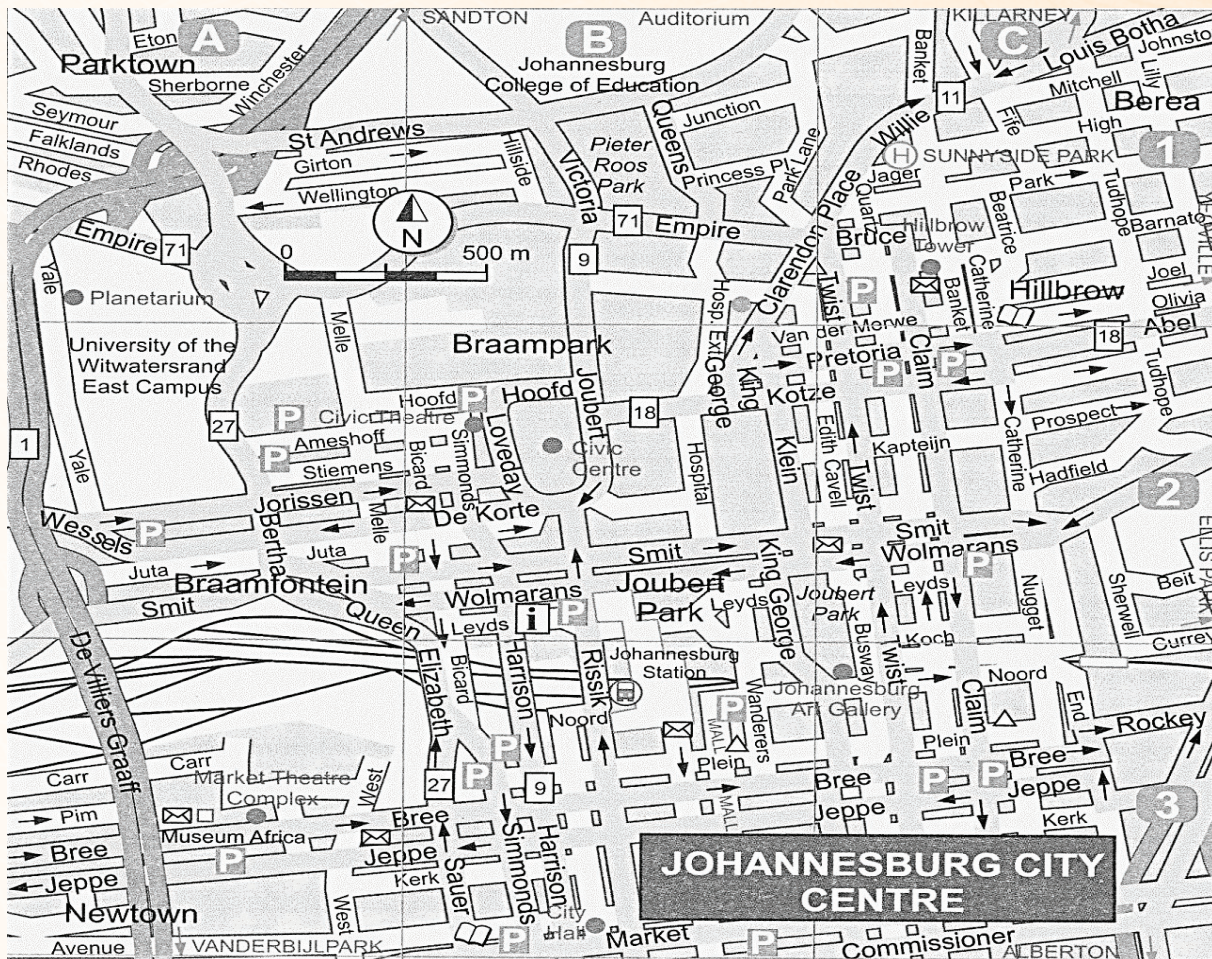 SANDTON
Auditorium
KILLARNEY
Eton
A
B
C
Louis Botha
Johnsto
Parktown
Sherborne
Winchester
Johannesburg
College of Education
Banket
11
Mitchell
Lilly
Berea
Seymour
St Andrews
Hillside
Queens
Junction
Willie
Fife
High
1
Falklands
Girton
Pieter
Roos
Park
Park Lane
H
SUNNYSIDE PARK
Rhodes
Wellington
Victoria
Princess Pl
Jager
Park
Tudhope
Quartz
Beatrice
Barnato
YEOVILLE
N
71
Empire
Clarendon Place
Bruce
Hillbrow
Tower
Empire
71
0
500 m
9
Yale
Planetarium
Hosp. Ext
Twist
P
Banket
Catherine
Hillbrow
Joel
Olivia
University of the
Witwatersrand
East Campus
Melle
Braampark
Van der Merwe
18
Abel
Pretoria
Claim
P
P
Tudhope
Hoofd
P
Hoofd
Joubert
George
King
Kotze
P
Civic Theatre
18
Prospect
27
Ameshoff
Simmonds
Loveday
Civic
Centre
Edith Cavell
Kapteijn
Catherine
1
P
Stiemens
Bicard
Hospital
Klein
Twist
Hadfield
Yale
Jorissen
2
Wessels
P
Bertha
Melle
De Korte
Smit
Juta
Juta
P
Smit
Wolmarans
ELLIS PARK
Braamfontein
Joubert
Park
King George
P
Beit
Smit
Queen
Wolmarans
i
P
Leyds
Joubert
Park
Leyds
Nugget
Sherwell
Leyds
Koch
Currey
De Villiers Graaff
Elizabeth
Bicard
Harrison
Rissik
Johannesburg
Station
Busway
Twist
Johannesburg
Art Gallery
Noord
Noord
MALL
P
Wanderers
Claim
End
Rockey
Carr
Carr
P
Plein
Plein
Market Theatre
Complex
West
27
P
9
Bree
P
P
Bree
Jeppe
Jeppe
3
Pim
MALL
Kerk
Museum Africa
Bree
Bree
P
Jeppe
Simmonds
Harrison
Jeppe
Kerk
Sauer
JOHANNESBURG CITY
CENTRE
Newtown
West
City
Hall
Avenue
VANDERBIJLPARK
P
Market
P
Commissioner
ALBERTON